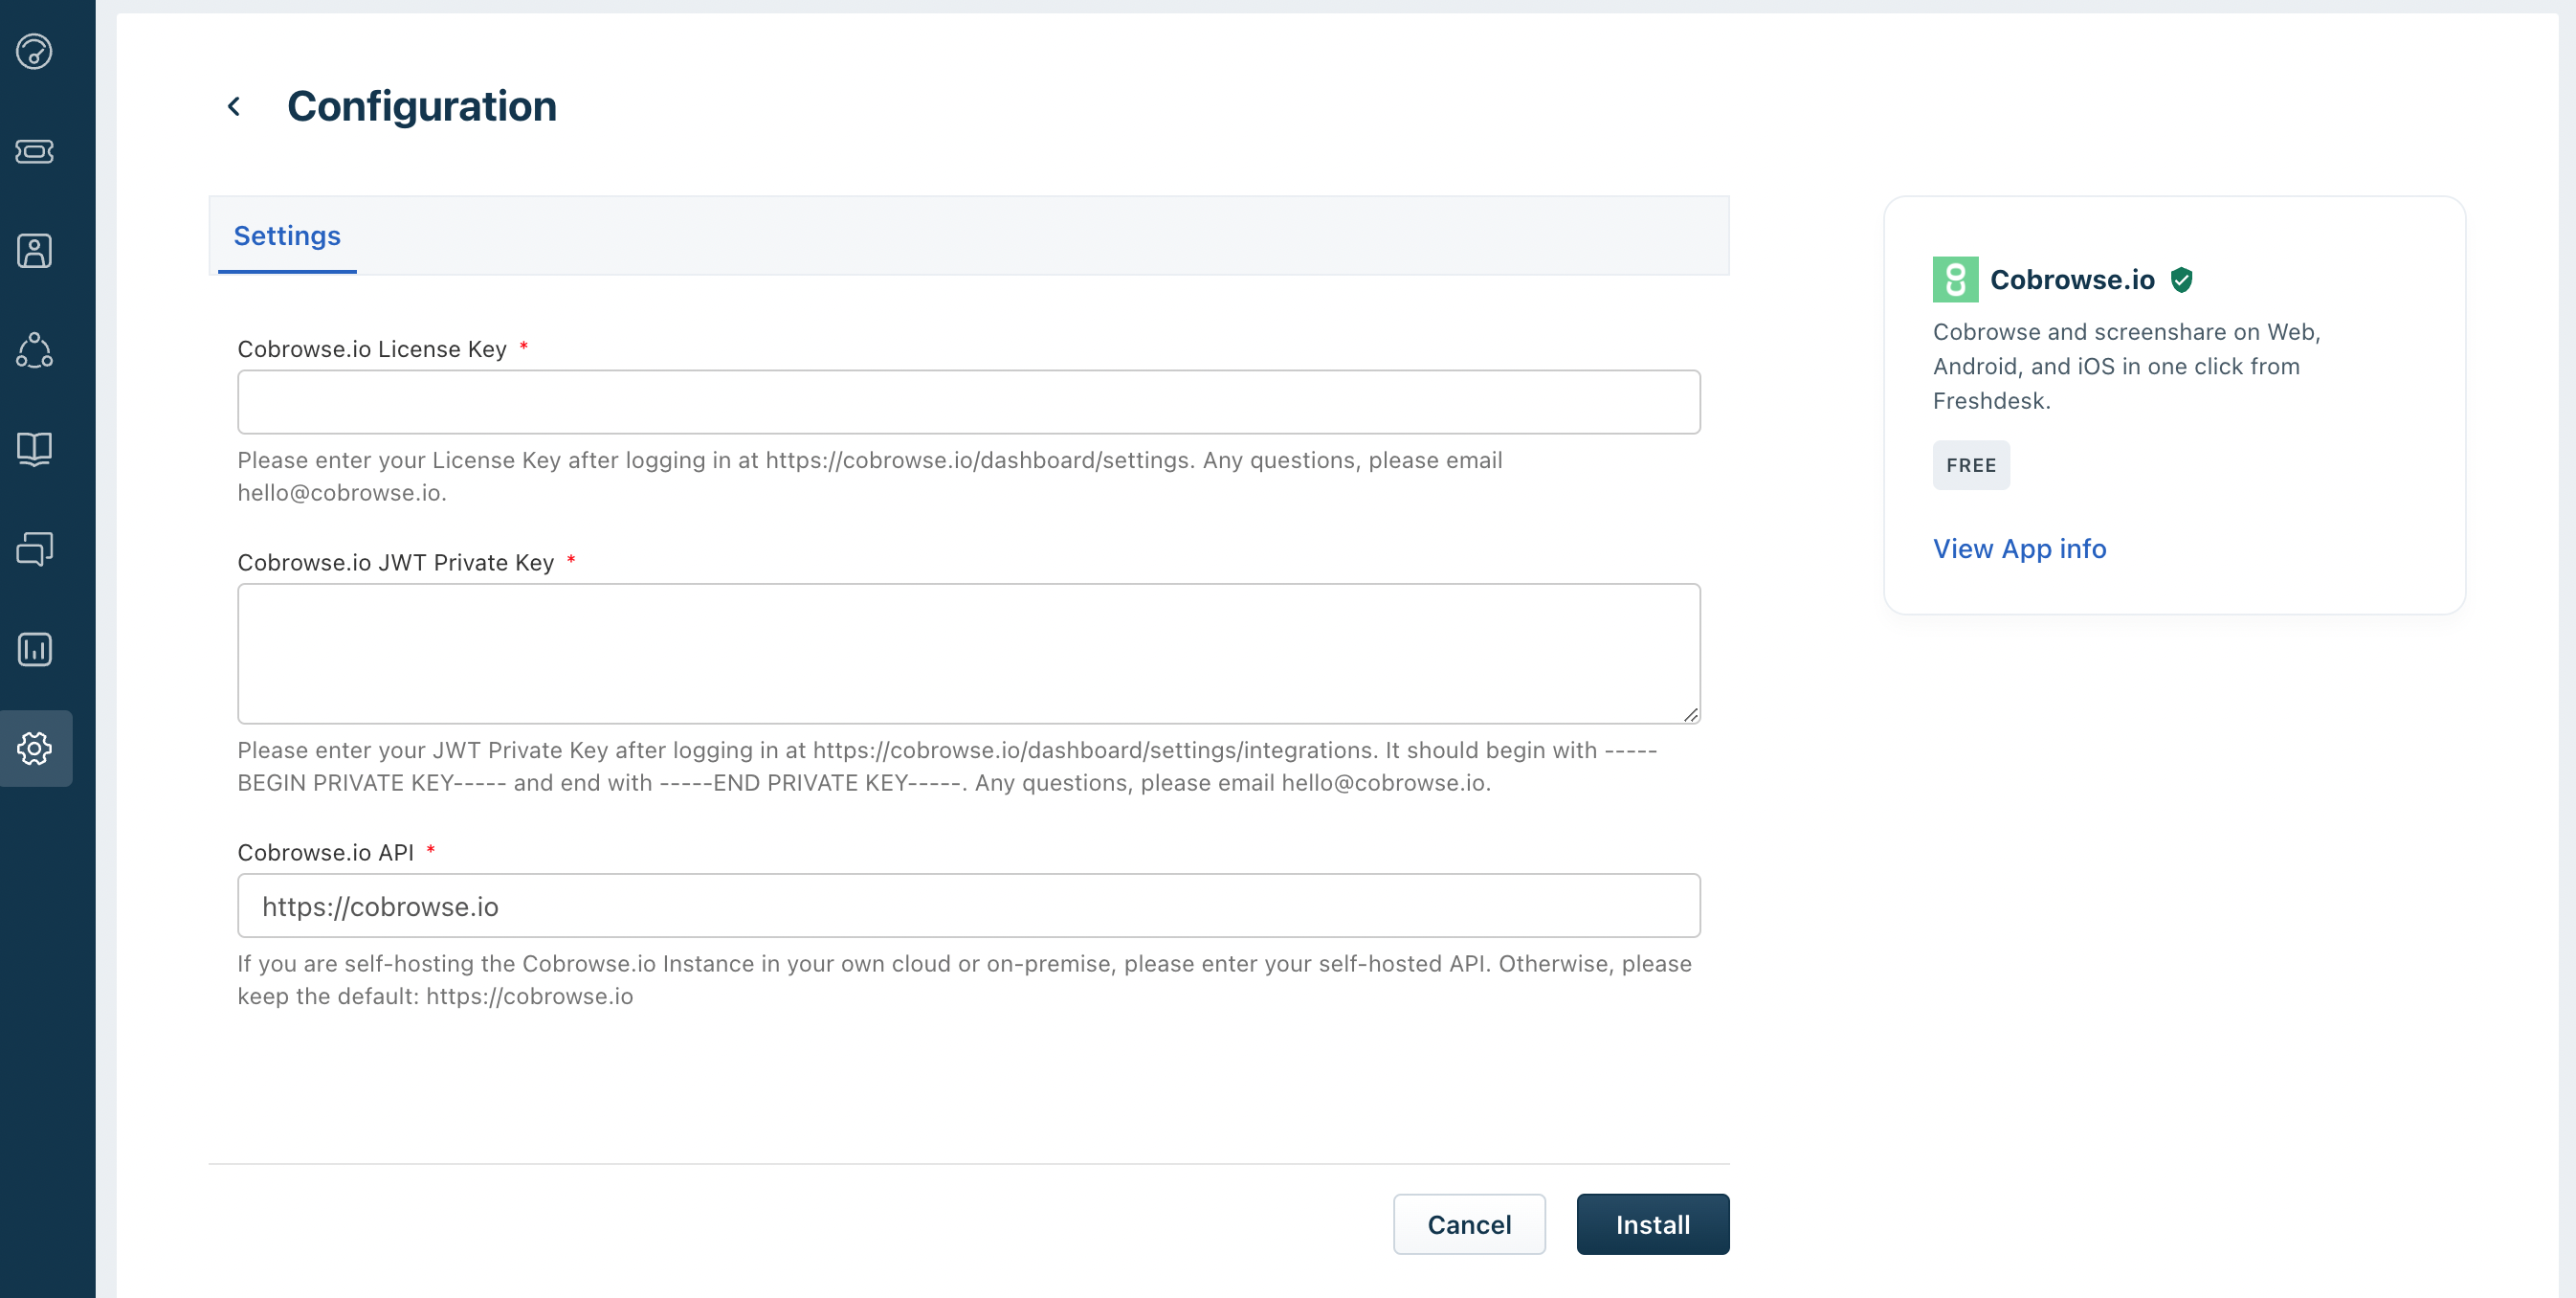 Configuration
Settings
Cobrowse.io License Key *
Please enter your License Key after logging in at https://cobrowse.io/dashboard/settings. Any questions, please email
hello@cobrowse.io.
Cobrowse.io JWT Private Key *
Please enter your JWT Private Key after logging in at https://cobrowse.io/dashboard/settings/integrations. It should begin with -----
BEGIN PRIVATE KEY----- and end with -----END PRIVATE KEY-----. Any questions, please email hello@cobrowse.io.
Cobrowse.io API *
https://cobrowse.io
If you are self-hosting the Cobrowse.io Instance in your own cloud or on-premise, please enter your self-hosted API. Otherwise, please
keep the default: https://cobrowse.io
Cancel
Install
CO
Cobrowse.io
Cobrowse and screenshare on Web,
Android, and iOS in one click from
Freshdesk.
FREE
View App info